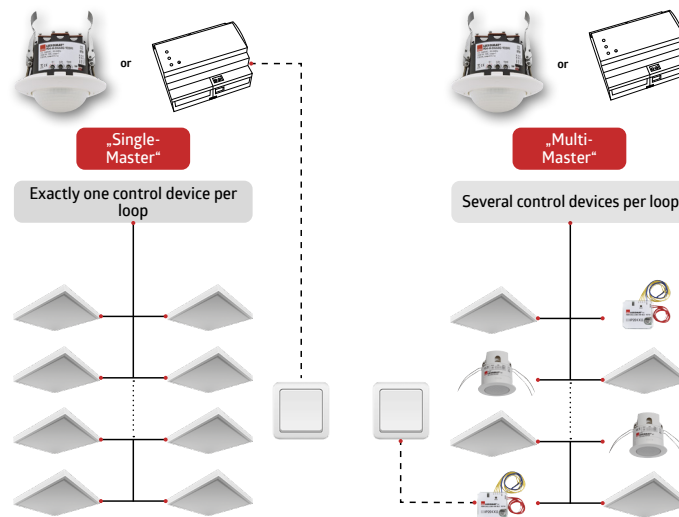 or
„Single-
Master“
Exactly one control device per
loop
or
„Multi-
Master“
Several control devices per loop